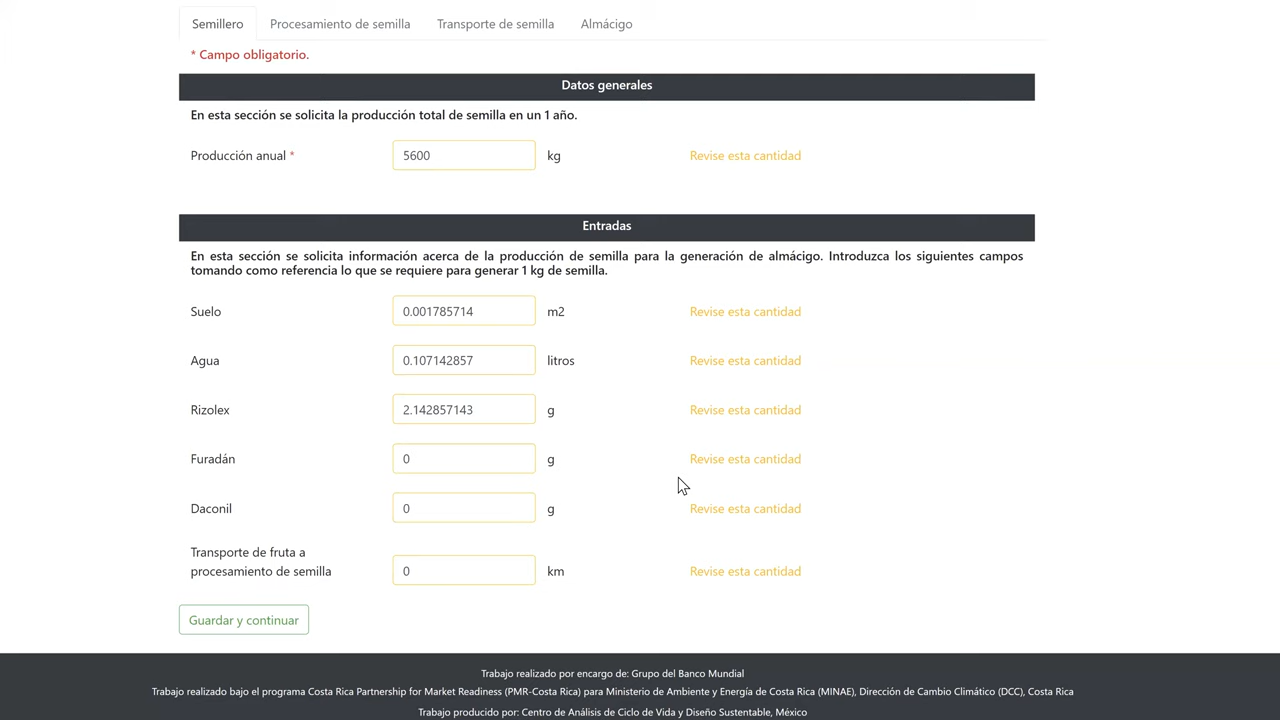 Semillero Procesamiento de semilla Transporte de semilla Almácigo
* Campo obligatorio.
Datos generales
En esta sección se solicita la producción total de semilla en un 1 año.
Producción anual * 5600 kg Revise esta cantidad
Entradas
En esta sección se solicita información acerca de la producción de semilla para la generación de almácigo. Introduzca los siguientes campos
tomando como referencia lo que se requiere para generar 1 kg de semilla.
Suelo 0.001785714 m2 Revise esta cantidad
Agua 0.107142857 litros Revise esta cantidad
Rizolex 2.142857143 g Revise esta cantidad
Furadán 0 g Revise esta cantidad
Daconil 0 g Revise esta cantidad
Transporte de fruta a
procesamiento de semilla 0 km Revise esta cantidad
Guardar y continuar
Trabajo realizado por encargo de: Grupo del Banco Mundial
Trabajo realizado bajo el programa Costa Rica Partnership for Market Readiness (PMR-Costa Rica) para Ministerio de Ambiente y Energía de Costa Rica (MINAE), Dirección de Cambio Climático (DCC), Costa Rica
Trabajo producido por: Centro de Análisis de Ciclo de Vida y Diseño Sustentable, México